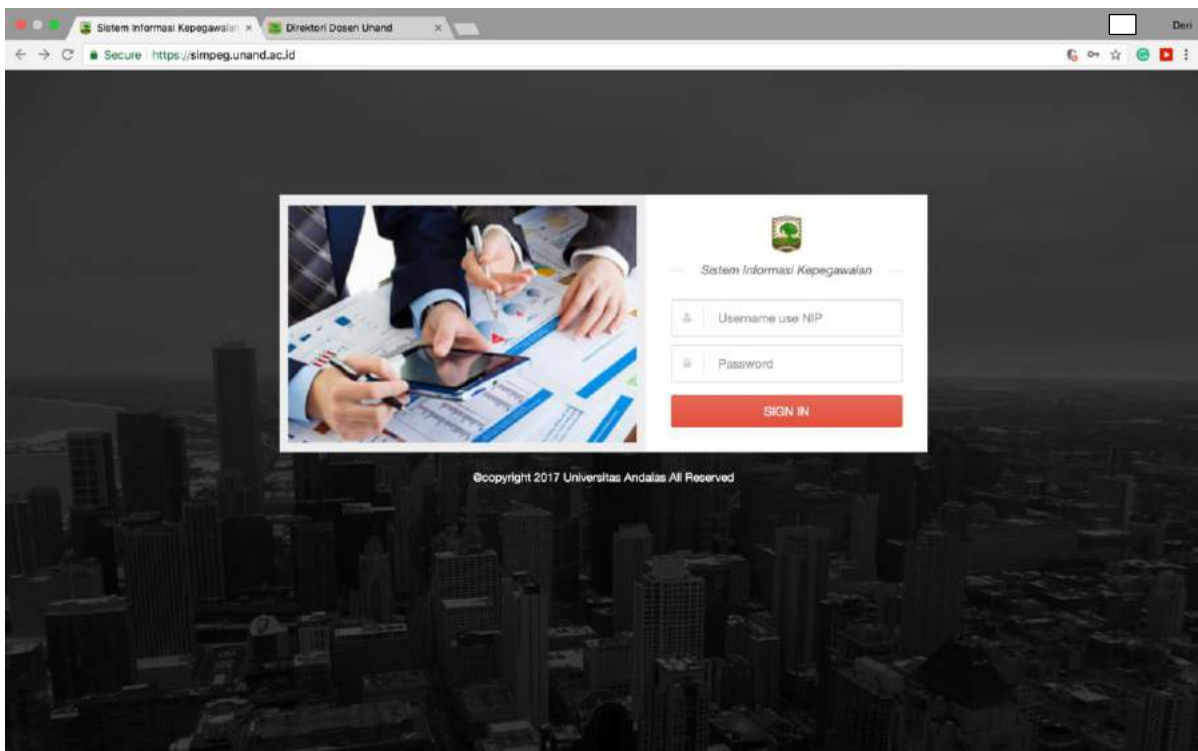 Sistem Informasi Kepegawaian
Direktori Dosen Unand
Deri
Secure https://simpeg.unand.ac.id
Sistem Informasi Kepegawaian
Username use NIP
Password
SIGN IN
©copyright 2017 Universitas Andalas All Reserved